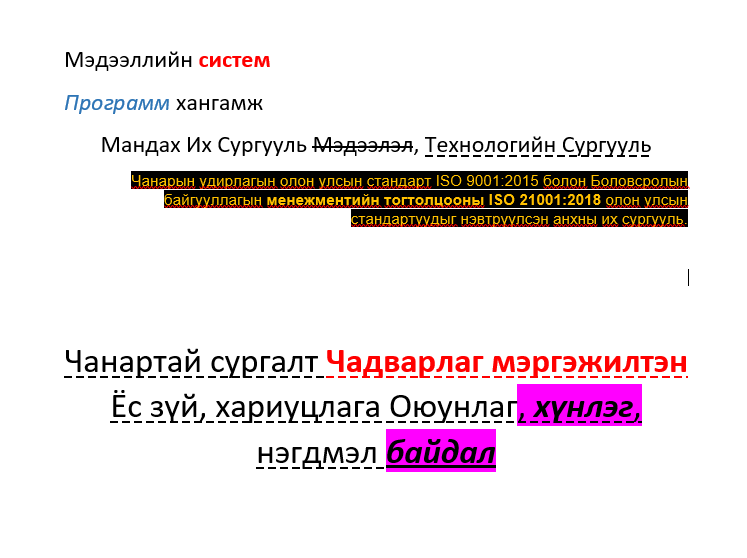 Мэдээллийн систем
Программ хангамж
Мандах Их Сургууль Мэдээлэл, Технологийн Сургууль
Чанарын удирлагын олон улсын стандарт ISO 9001:2015 болон Боловсролын
байгууллагын менежментийн тогтолцооны ISO 21001:2018 олон улсын
стандартуудыг нэвтрүүлсэн анхны их сургууль.
Чанартай сургалт Чадварлаг мэргэжилтэн
Ёс зүй, хариуцлага Оюунлаг, хүнлэг,
нэгдмэл байдал